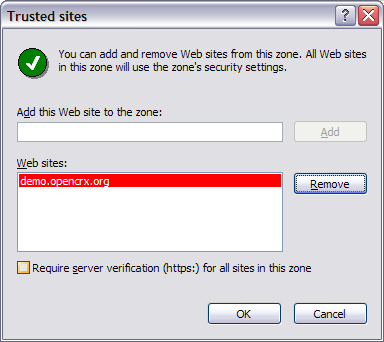 Trusted sites
You can add and remove Web sites from this zone. All Web sites
in this zone will use the zone's security settings.
Add this Web site to the zone:
Add
Web sites:
demo.opencrx.org
Remove
Require server verification (https:) for all sites in this zone
OK
Cancel